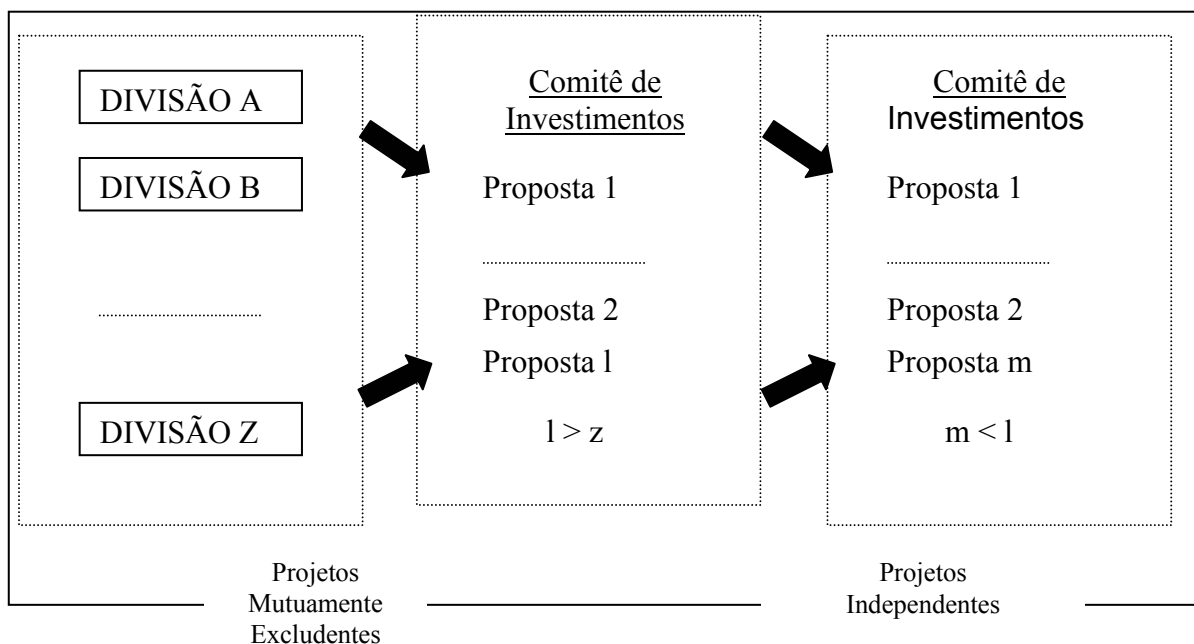 DIVISÃO A
DIVISÃO B
....................................
DIVISÃO Z
Comitê de
Investimentos
Proposta 1
....................................
Proposta 2
Proposta l
l > z
Comitê de
Investimentos
Proposta 1
....................................
Proposta 2
Proposta m
m < l
Projetos
Mutuamente
Excludentes
Projetos
Independentes